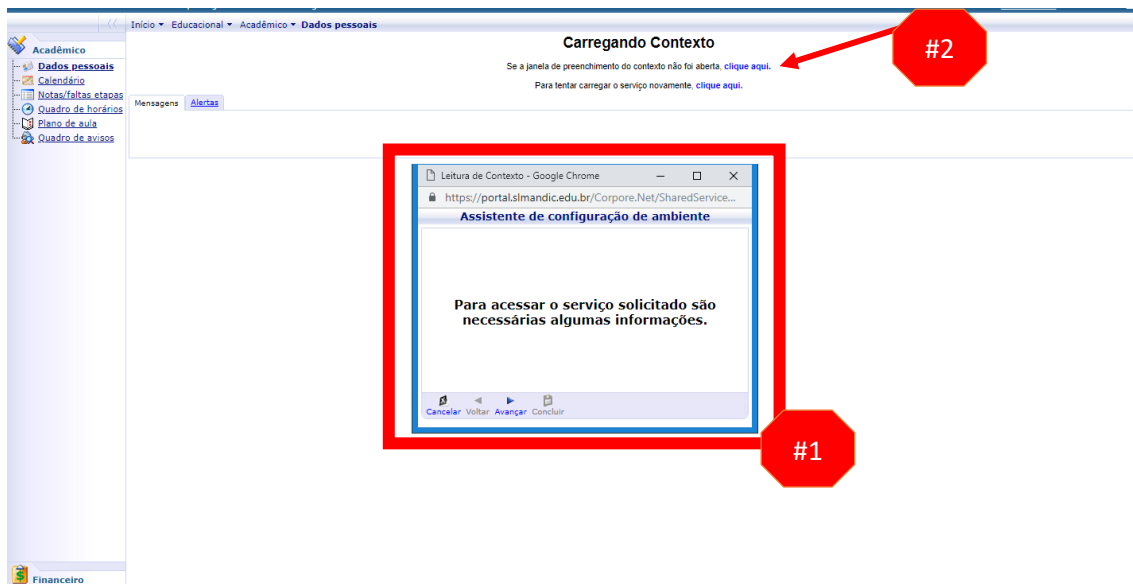 Início Educacional Acadêmico Dados pessoais
Acadêmico
Dados pessoais
Calendário
Notas/faltas etapas
Quadro de horários
Plano de aula
Quadro de avisos
Carregando Contexto
Se a janela de preenchimento do contexto não foi aberta, clique aqui.
Para tentar carregar o serviço novamente, clique aqui.
#2
Mensagens Alertas
Leitura de Contexto - Google Chrome
https://portal.slmandic.edu.br/Corpore.Net/SharedService...
Assistente de configuração de ambiente
Para acessar o serviço solicitado são
necessárias algumas informações.
Cancelar Voltar Avançar Concluir
#1
Financeiro